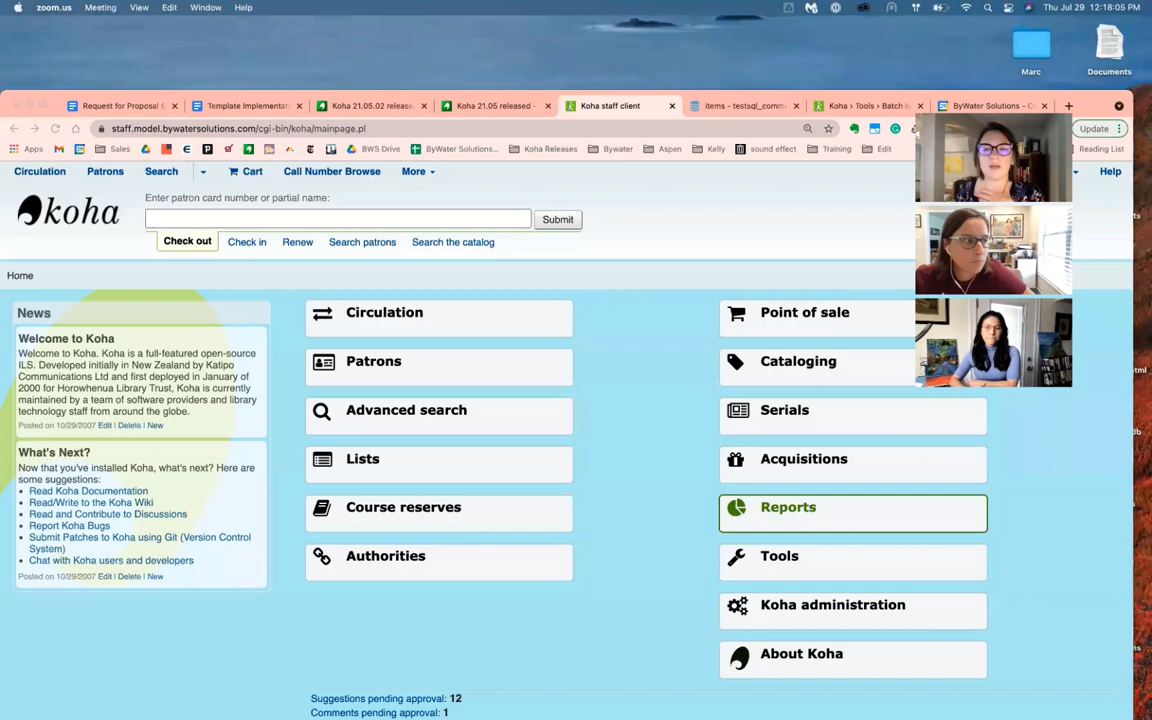 zoom.us Meeting View Edit Window Help Thu Jul 29 12:18:05 PM
Marc Documents
Request for Proposal Template Implementat Koha 21.05.02 release Koha 21.05 released - Koha staff client items - testsql_comm Koha › Tools › Batch it ByWater Solutions - C
staff.model.bywatersolutions.com/cgi-bin/koha/mainpage.pl Update
Apps Sales BWS Drive ByWater Solutions... Koha Releases Bywater Aspen Kelly sound effect Training Edit Reading List
Circulation Patrons Search Cart Call Number Browse More Help
koha
Enter patron card number or partial name:
Submit
Check out Check in Renew Search patrons Search the catalog
Home
News
Welcome to Koha
Welcome to Koha. Koha is a full-featured open-source
ILS. Developed initially in New Zealand by Katipo
Communications Ltd and first deployed in January of
2000 for Horowhenua Library Trust, Koha is currently
maintained by a team of software providers and library
technology staff from around the globe.
Posted on 10/29/2007 Edit | Delete | New
What's Next?
Now that you've installed Koha, what's next? Here are
some suggestions:
Read Koha Documentation
Read/Write to the Koha Wiki
Read and Contribute to Discussions
Report Koha Bugs
Submit Patches to Koha using Git (Version Control
System)
Chat with Koha users and developers
Posted on 10/29/2007 Edit | Delete | New
Circulation
Patrons
Advanced search
Lists
Course reserves
Authorities
Point of sale
Cataloging
Serials
Acquisitions
Reports
Tools
Koha administration
About Koha
Suggestions pending approval: 12
Comments pending approval: 1